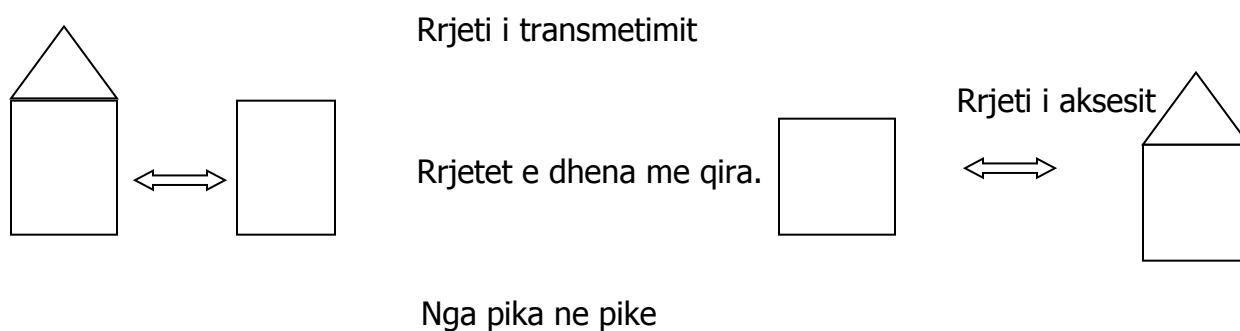 Rrjeti i transmetimit
Rrjeti i aksesit
Rrjetet e dhena me qira.
Nga pika ne pike